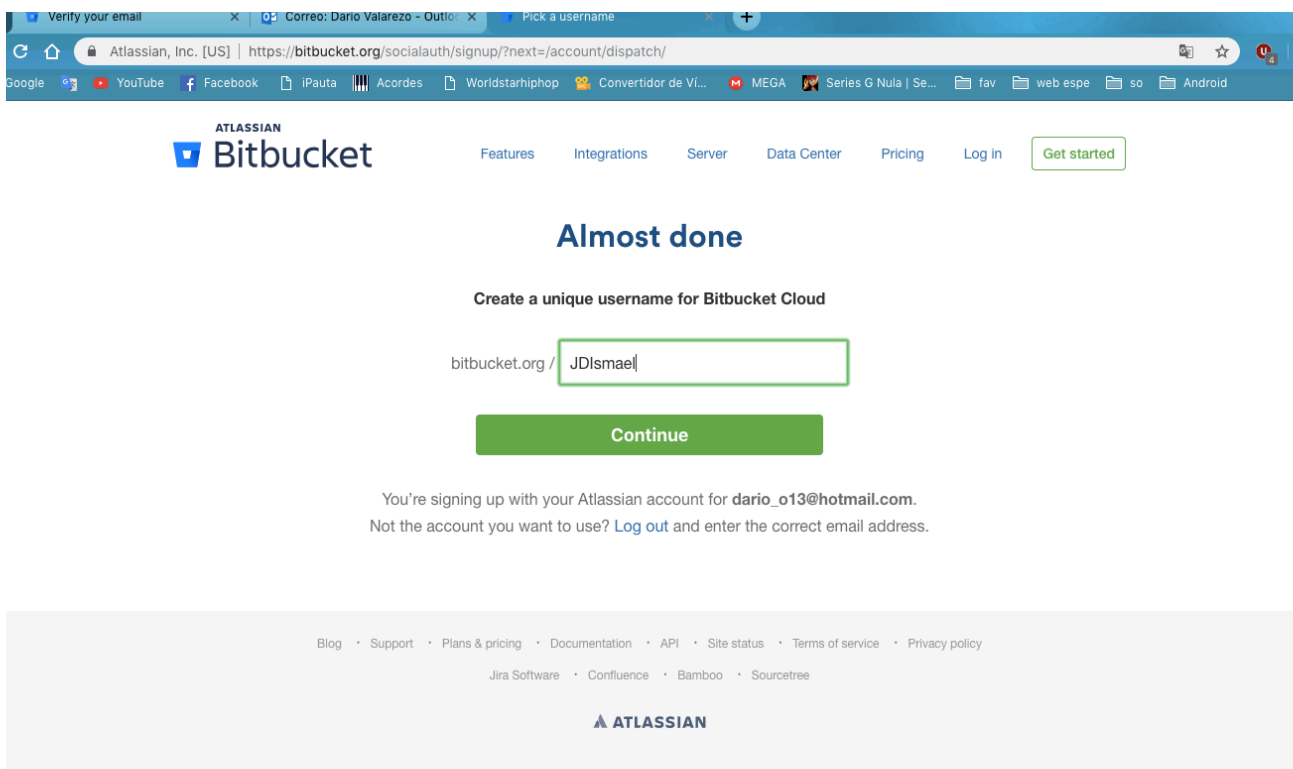 Verify your email Correo: Dario Valarezo - Outloo Pick a username
Atlassian, Inc. [US] | https://bitbucket.org/socialauth/signup/?next=/account/dispatch/
Google YouTube Facebook iPauta Acordes Worldstarhiphop Convertidor de Ví... MEGA Series G Nula | Se... fav web espe so Android
ATLASSIAN
Bitbucket Features Integrations Server Data Center Pricing Log in Get started
Almost done
Create a unique username for Bitbucket Cloud
bitbucket.org / JDIsmael
Continue
You're signing up with your Atlassian account for dario_o13@hotmail.com.
Not the account you want to use? Log out and enter the correct email address.
Blog · Support · Plans & pricing · Documentation · API · Site status · Terms of service · Privacy policy
Jira Software · Confluence · Bamboo · Sourcetree
ATLASSIAN